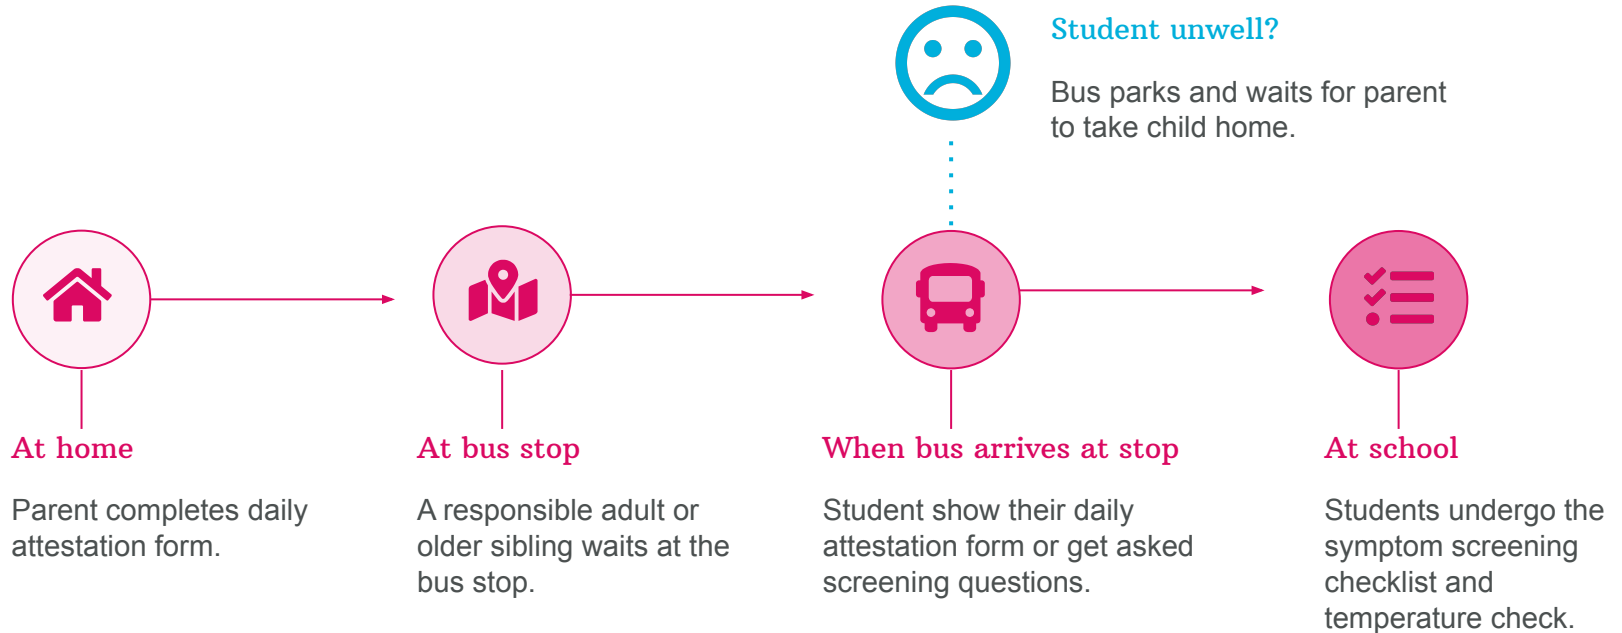 Student unwell?
Bus parks and waits for parent
to take child home.
At home
Parent completes daily
attestation form.
At bus stop
A responsible adult or
older sibling waits at the
bus stop.
When bus arrives at stop
Student show their daily
attestation form or get asked
screening questions.
At school
Students undergo the
symptom screening
checklist and
temperature check.